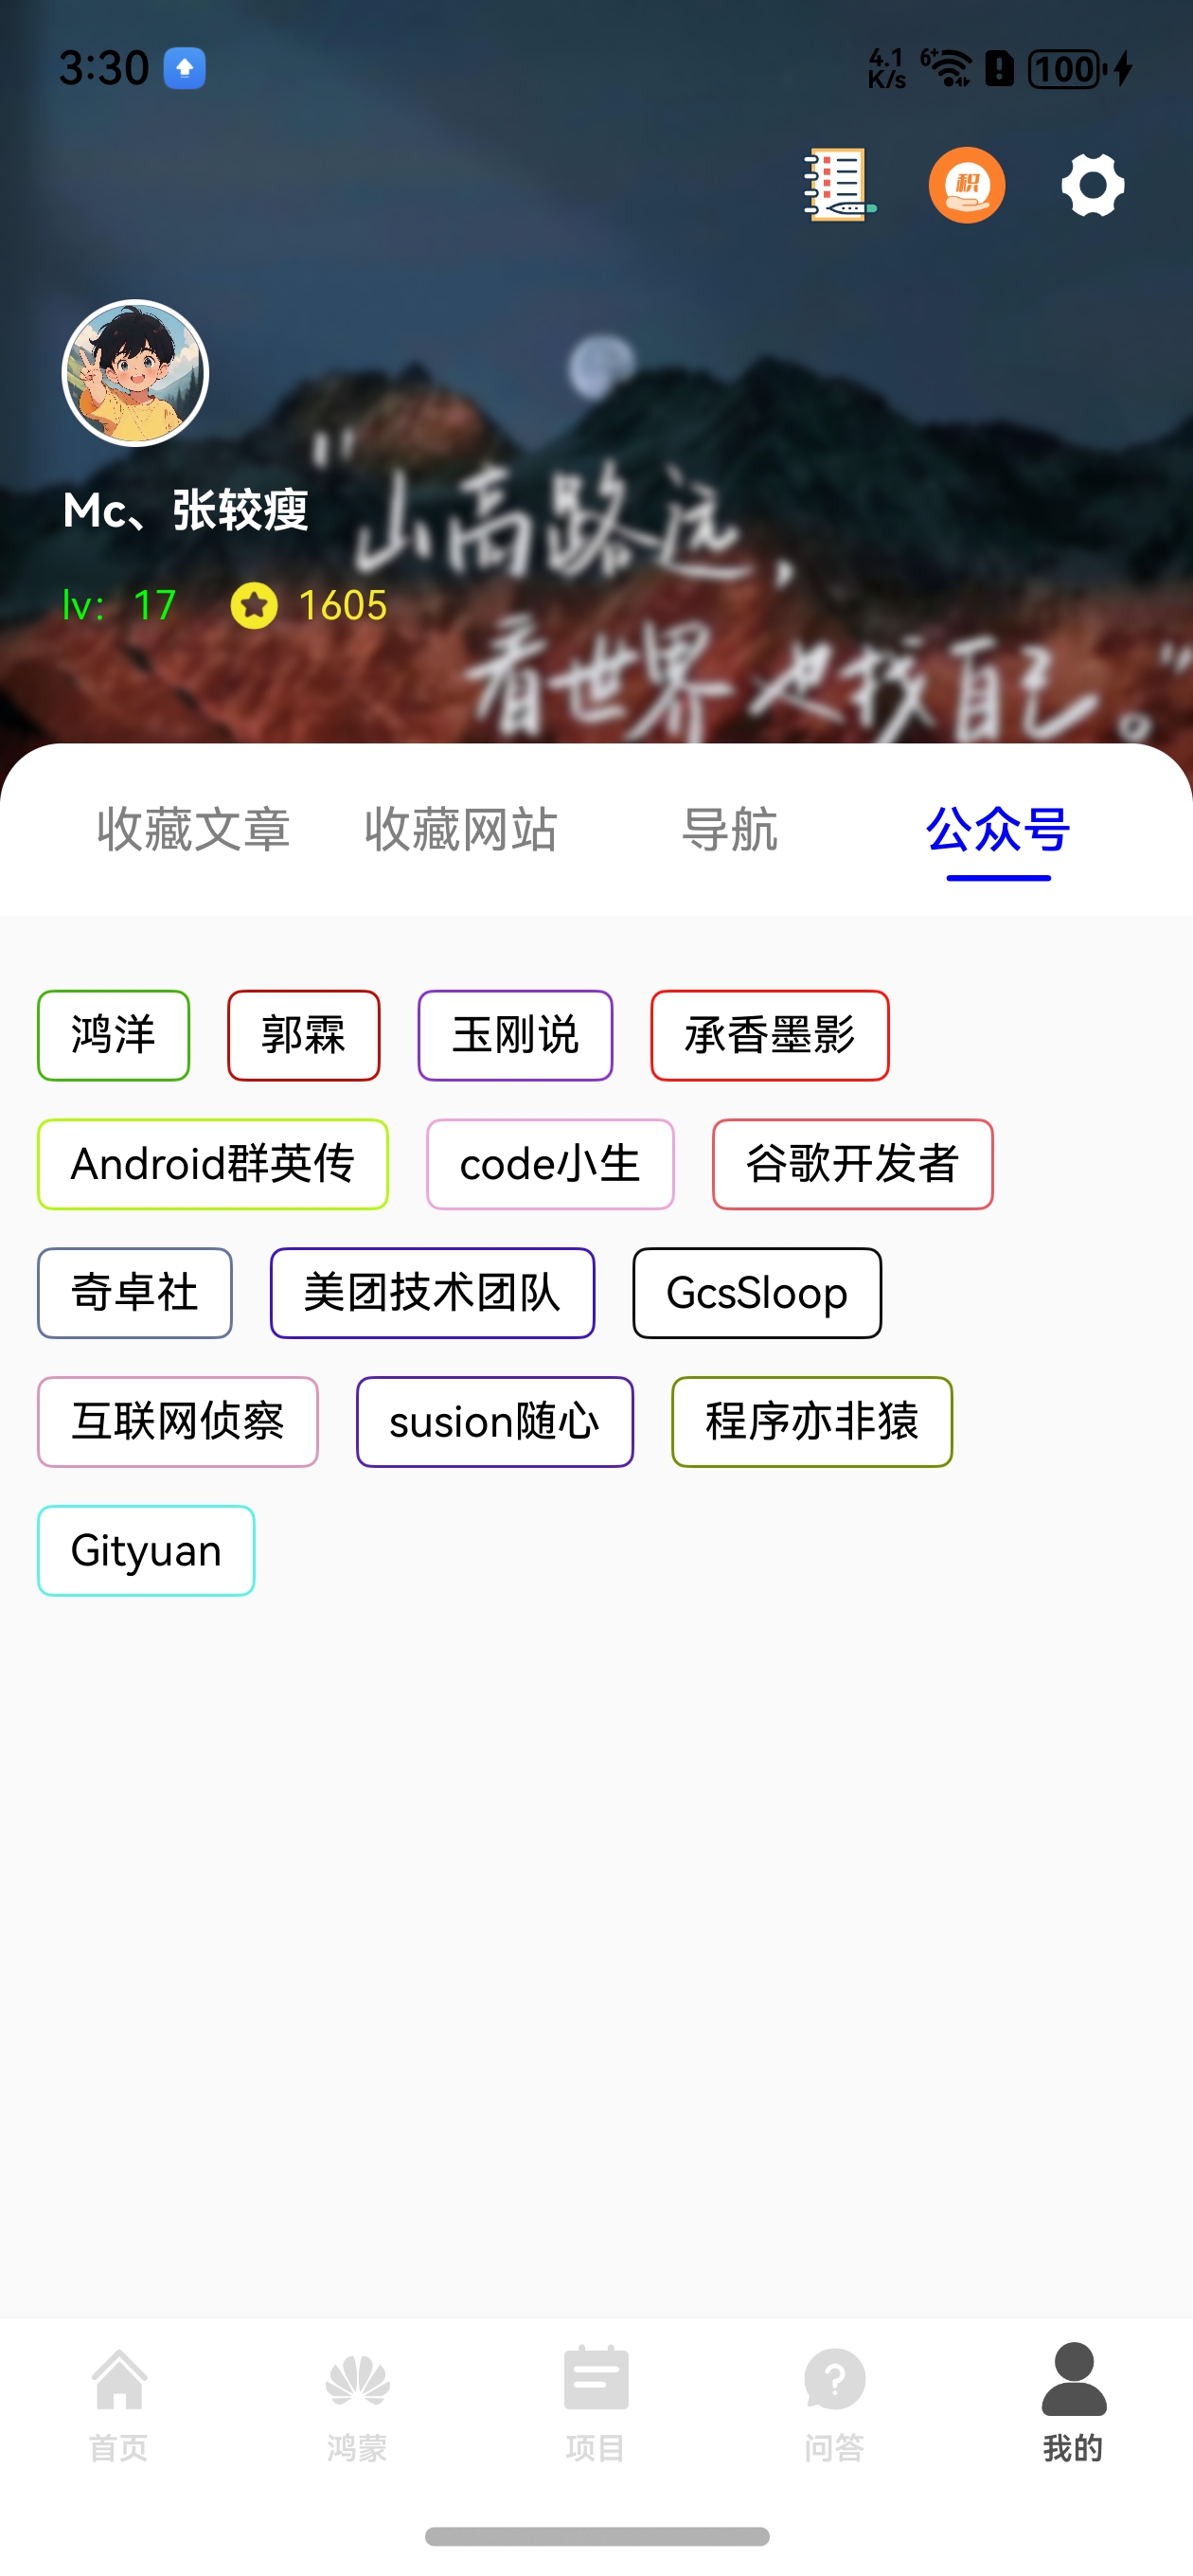 3:30
4.1
K/s
6+
100
积
"山高路远,
看世界 也找自己。"
Mc、张较瘦
lv: 17 1605
收藏文章 收藏网站 导航 公众号
鸿洋 郭霖 玉刚说 承香墨影
Android群英传 code小生 谷歌开发者
奇卓社 美团技术团队 GcsSloop
互联网侦察 susion随心 程序亦非猿
Gityuan
首页 鸿蒙 项目 问答 我的